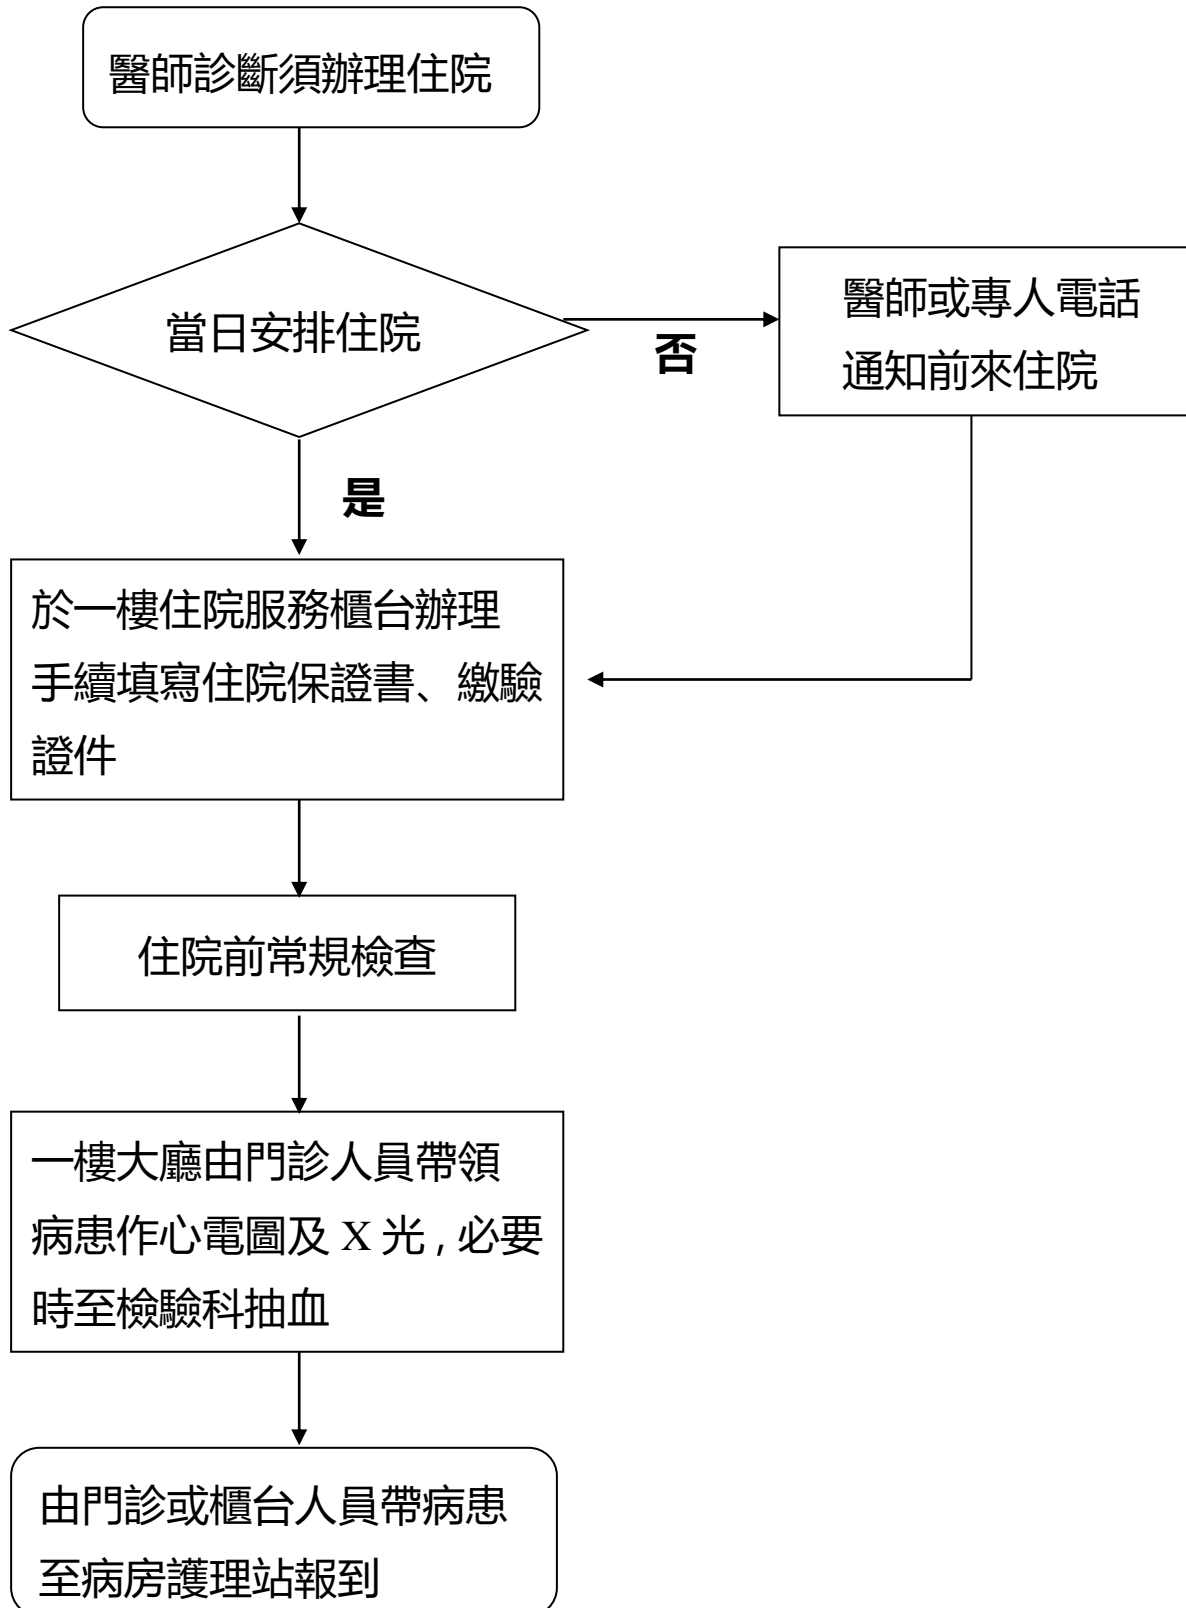 醫師診斷須辦理住院
當日安排住院
否
醫師或專人電話
通知前來住院
是
於一樓住院服務櫃台辦理
手續填寫住院保證書、繳驗
證件
住院前常規檢查
一樓大廳由門診人員帶領
病患作心電圖及 X 光 , 必要
時至檢驗科抽血
由門診或櫃台人員帶病患
至病房護理站報到